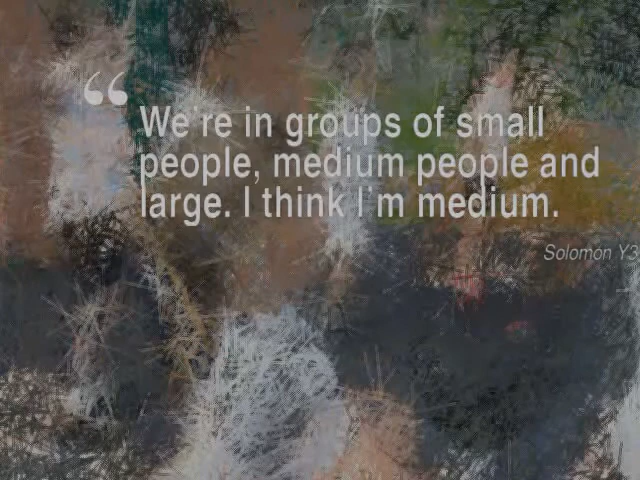 “ We're in groups of small
people, medium people and
large. I think I'm medium.
Solomon Y3